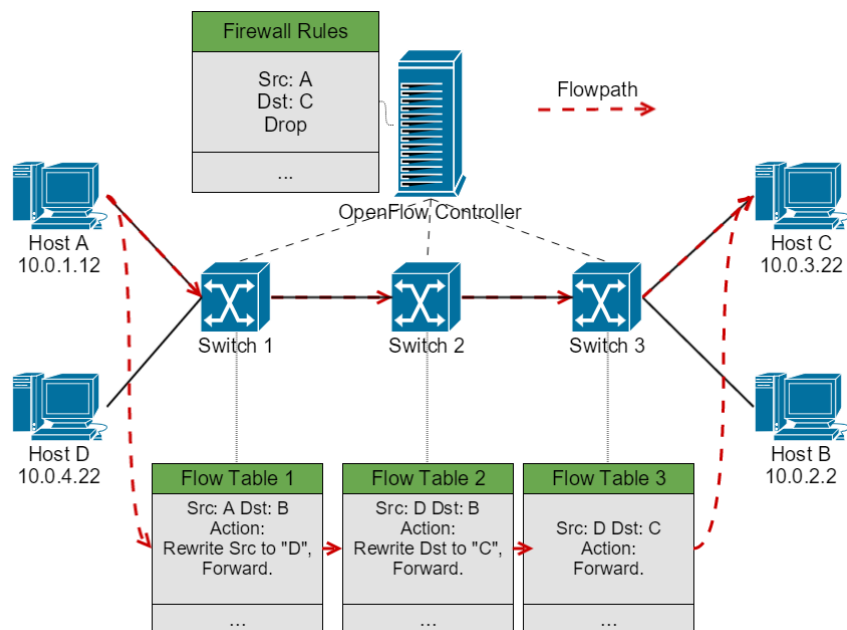 Firewall Rules
Src: A
Dst: C
Drop
...
Flowpath
OpenFlow Controller
Host A
10.0.1.12
Host C
10.0.3.22
Switch 1
Switch 2
Switch 3
Host D
10.0.4.22
Host B
10.0.2.2
Flow Table 1
Src: A Dst: B
Action:
Rewrite Src to "D",
Forward.
...
Flow Table 2
Src: D Dst: B
Action:
Rewrite Dst to "C",
Forward.
...
Flow Table 3
Src: D Dst: C
Action:
Forward.
...